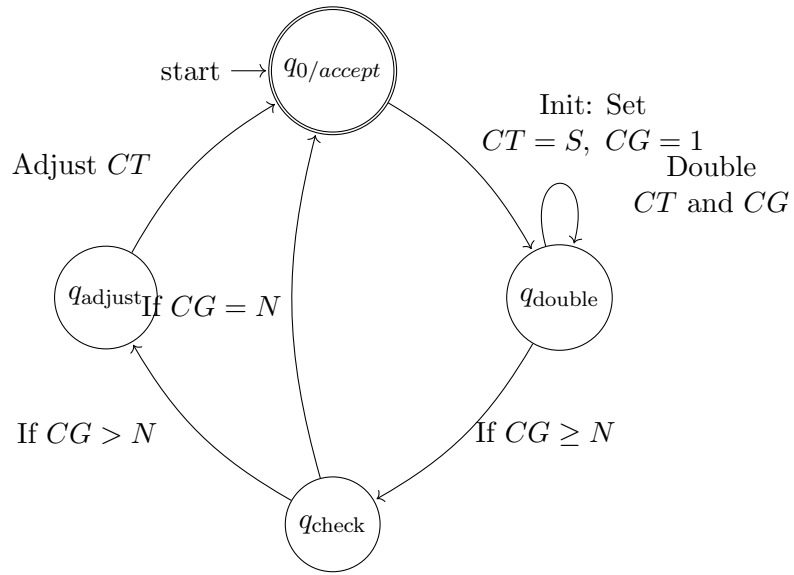 start
q0/accept
Init: Set
CT = S, CG = 1
Double
CT and CG
Adjust CT
qadjust
If CG = N
qdouble
If CG > N
If CG ≥ N
qcheck